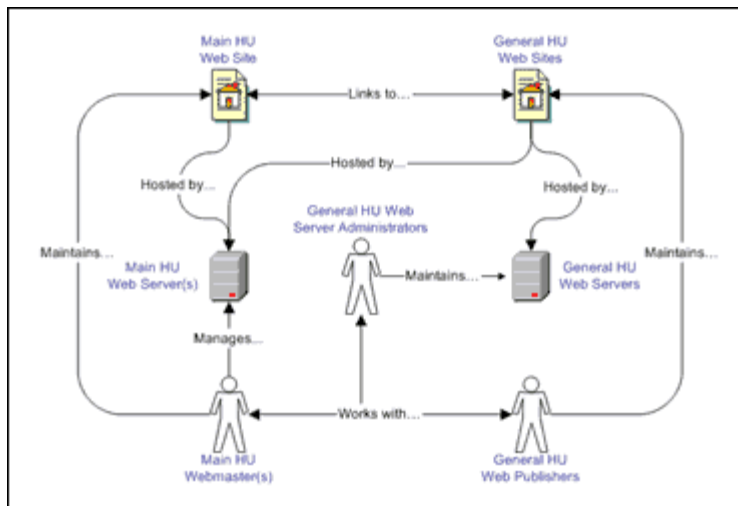 Main HU
Web Site
General HU
Web Sites
Links to...
Hosted by...
Hosted by...
Hosted by...
General HU Web
Server Administrators
Maintains...
Main HU
Web Server(s)
Maintains...
General HU
Web Servers
Maintains...
Manages...
Works with...
Main HU
Webmaster(s)
General HU
Web Publishers